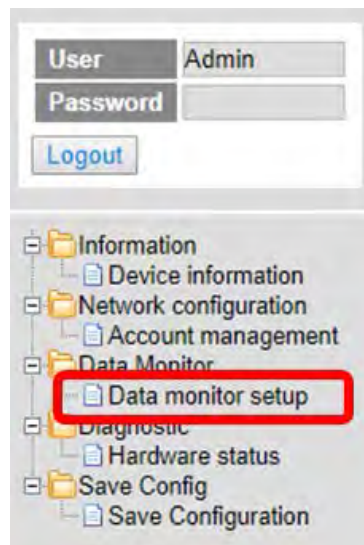 User Admin
Password
Logout
Information
Device information
Network configuration
Account management
Data Monitor
Data monitor setup
Diagnostic
Hardware status
Save Config
Save Configuration